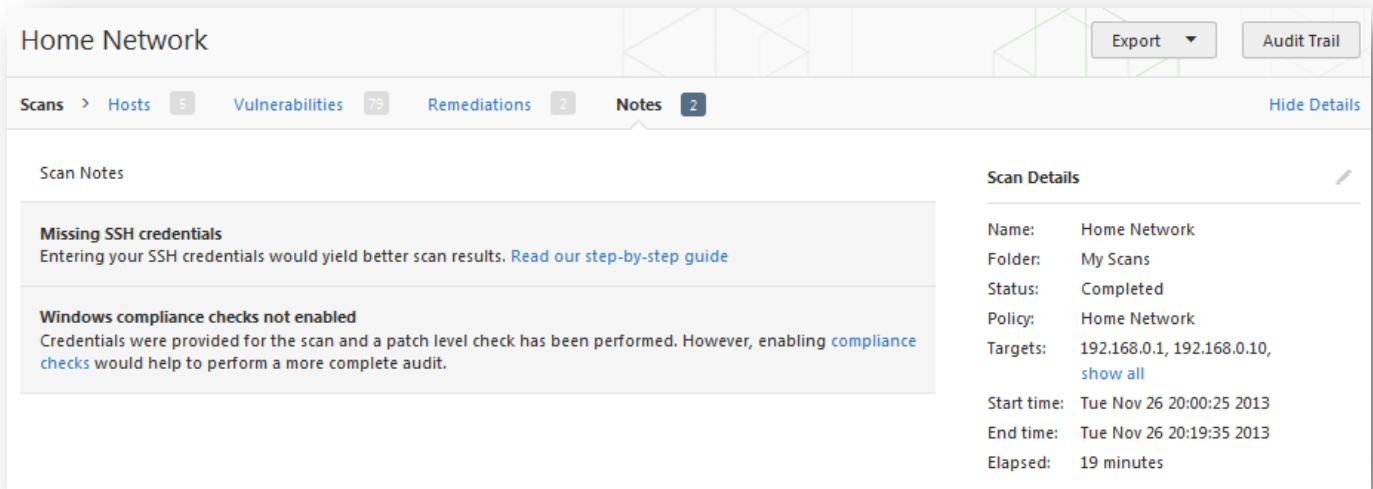 Home Network
Export
Audit Trail
Scans > Hosts 5 Vulnerabilities 79 Remediations 2 Notes 2 Hide Details
Scan Notes
Missing SSH credentials
Entering your SSH credentials would yield better scan results. Read our step-by-step guide
Windows compliance checks not enabled
Credentials were provided for the scan and a patch level check has been performed. However, enabling compliance
checks would help to perform a more complete audit.
Scan Details
Name: Home Network
Folder: My Scans
Status: Completed
Policy: Home Network
Targets: 192.168.0.1, 192.168.0.10,
show all
Start time: Tue Nov 26 20:00:25 2013
End time: Tue Nov 26 20:19:35 2013
Elapsed: 19 minutes